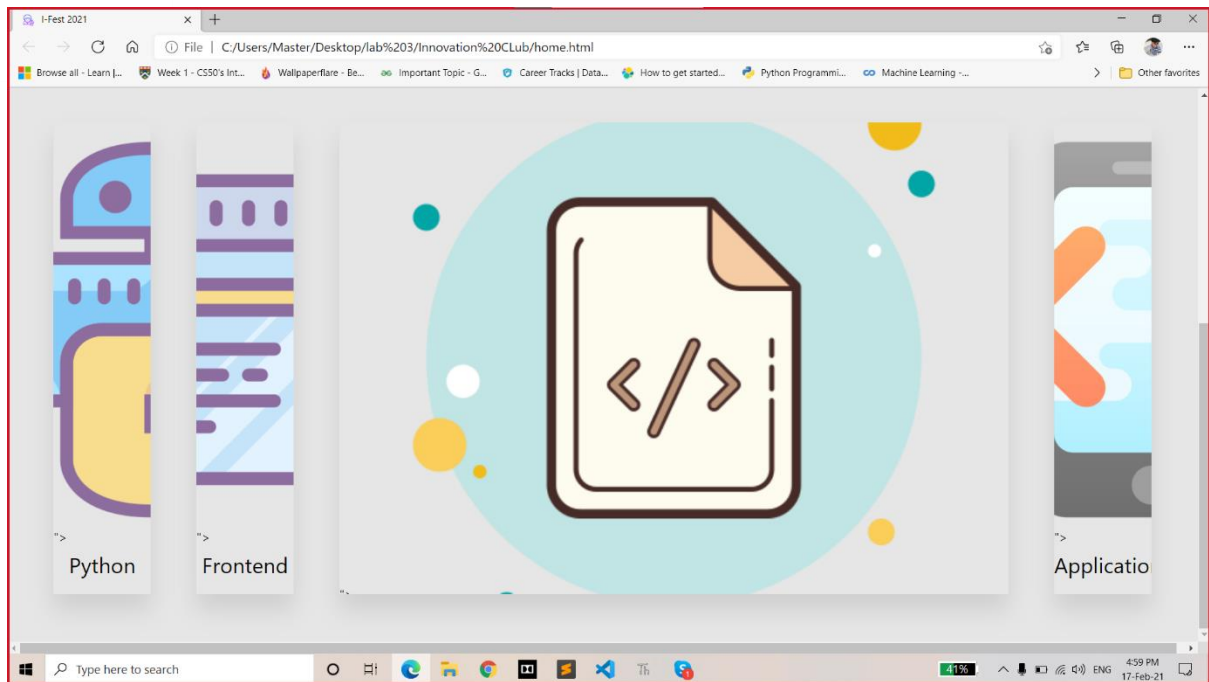 I-Fest 2021
File | C:/Users/Master/Desktop/lab%203/Innovation%20CLub/home.html
Browse all - Learn |... Week 1 - CS50's Int... Wallpaperflare - Be... Important Topic - G... Career Tracks | Data... How to get started... Python Programmi... Machine Learning -... Other favorites
</>
"> "> "> ">
Python Frontend Applicatio
Type here to search 41% ENG 4:59 PM
17-Feb-21